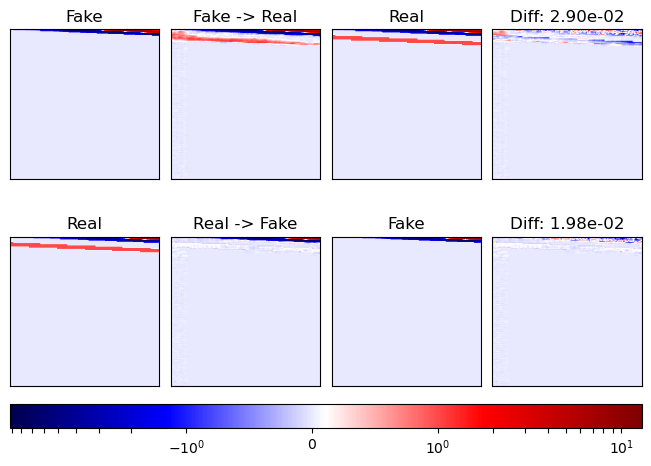 Fake Fake -> Real Real Diff: 2.90e-02
Real Real -> Fake Fake Diff: 1.98e-02
−10⁰ 0 10⁰ 10¹